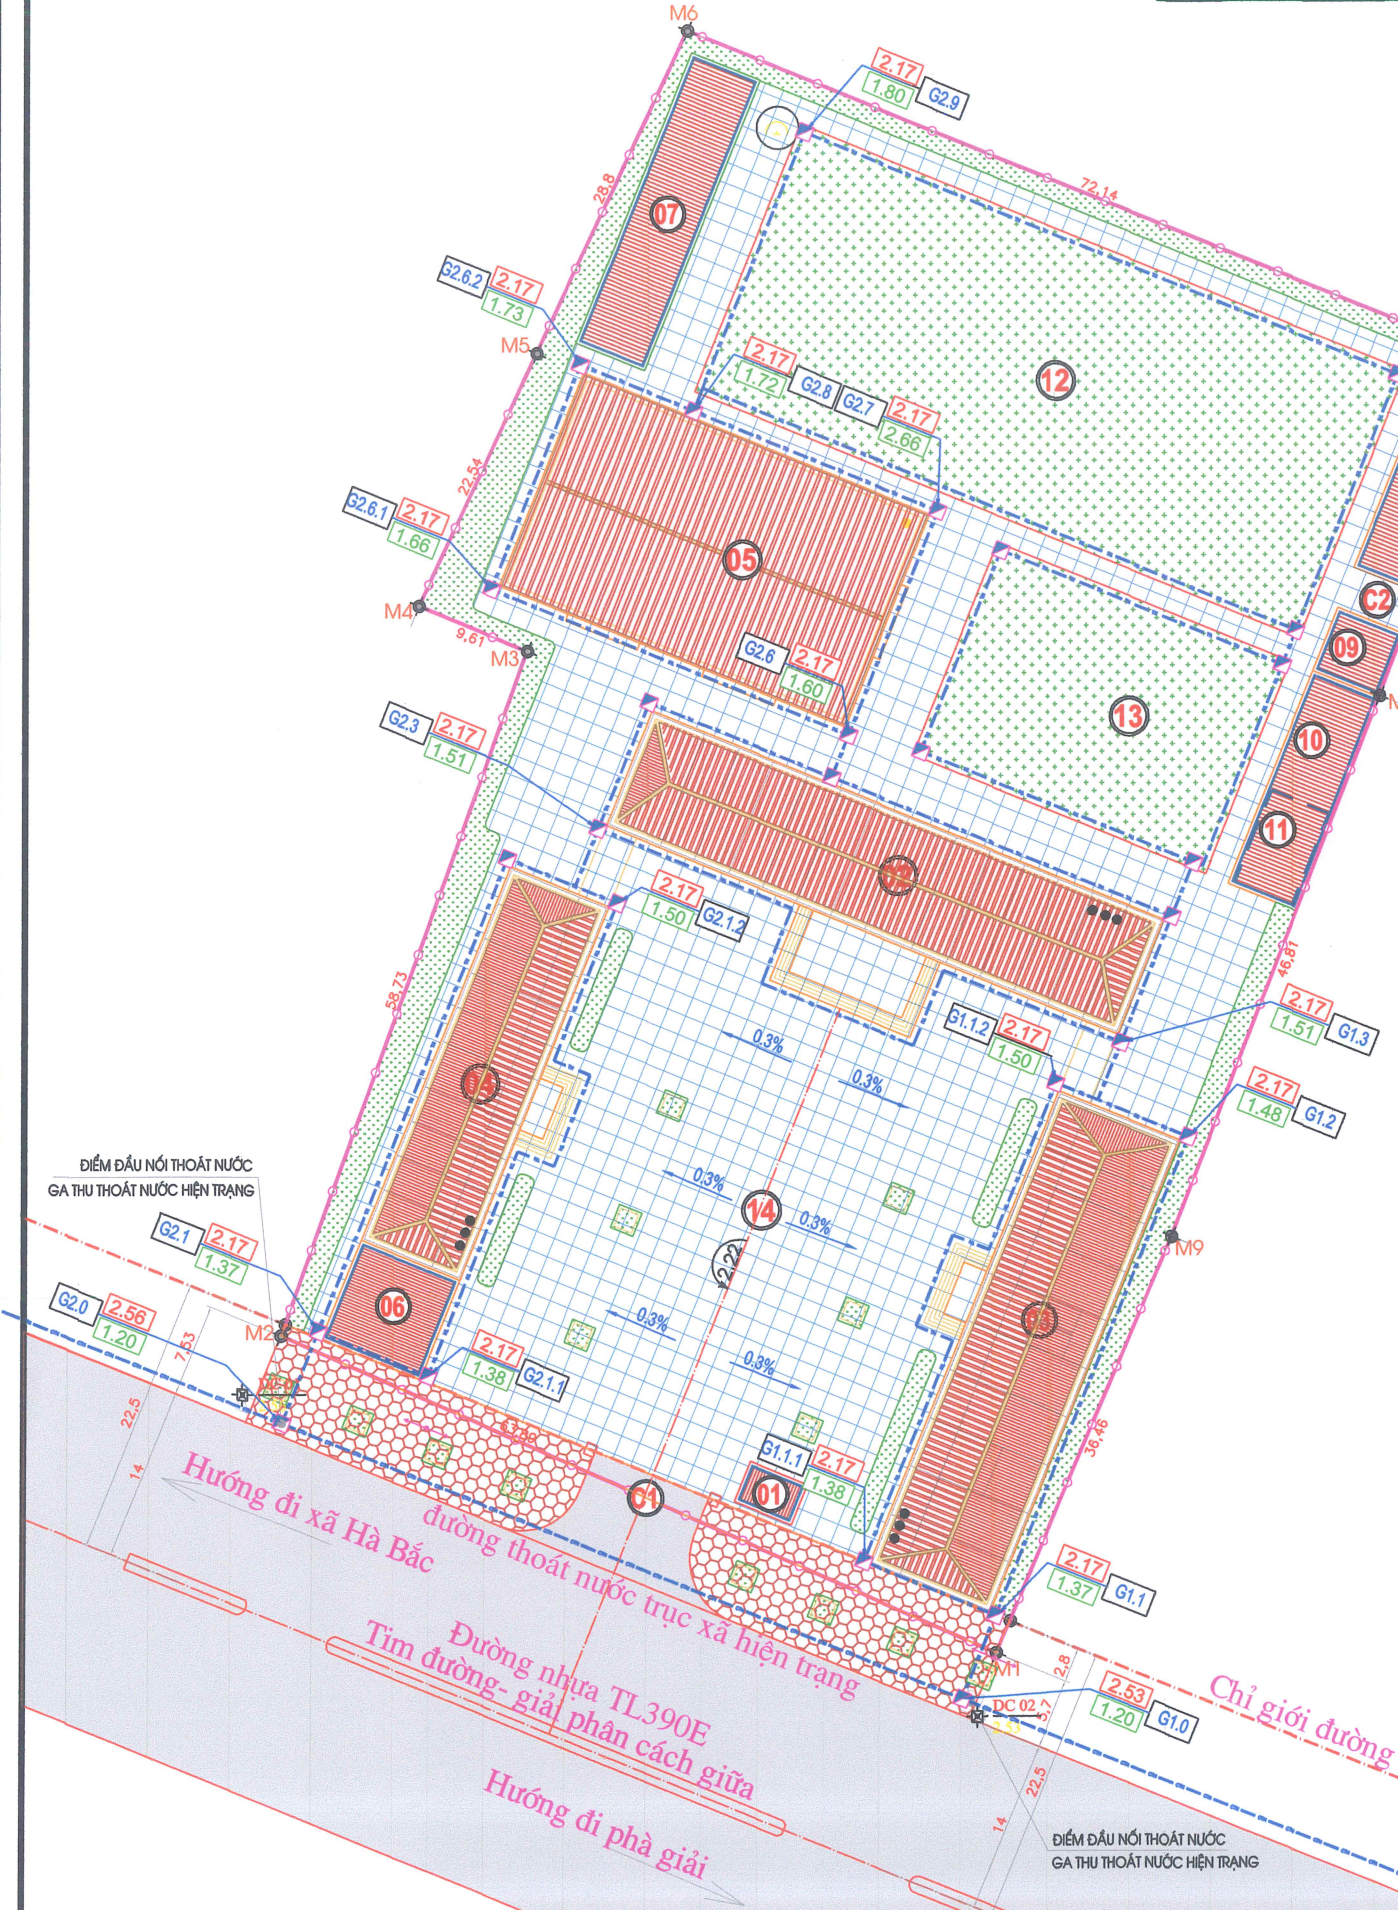 M6
2.17
1.80
G2.9
72,14
28,8
07
G2.6.2
2.17
1.73
M5
12
2.17
1.72
G2.8
G2.7
2.17
2.66
22,54
G2.6.1
2.17
1.66
05
M4
9.61
M3
C2
09
G2.6
2.17
1.60
10
13
G2.3
2.17
1.51
11
2.17
1.50
G2.1.2
46,81
58,73
G1.1.2
2.17
1.50
2.17
1.51
G1.3
0.3%
0.3%
2.17
1.48
G1.2
ĐIỂM ĐẤU NỐI THOÁT NƯỚC
GA THU THOÁT NƯỚC HIỆN TRẠNG
0.3%
14
0.3%
G2.1
2.17
1.37
2.22
M9
G2.0
2.56
1.20
06
0.3%
03
M2
7,53
2.17
1.38
G2.1.1
0.3%
22,5
14
G1.1.1
2.17
1.38
36,46
01
C1
Hướng đi xã Hà Bắc
đường thoát nước trục xã hiện trạng
2.17
1.37
G1.1
Đường nhựa TL390E
Tim đường- giải phân cách giữa
M1
2,8
5,7
DC 02
2.53
2.53
1.20
G1.0
Chỉ giới đường
Hướng đi phà giải
22,5
14
ĐIỂM ĐẤU NỐI THOÁT NƯỚC
GA THU THOÁT NƯỚC HIỆN TRẠNG